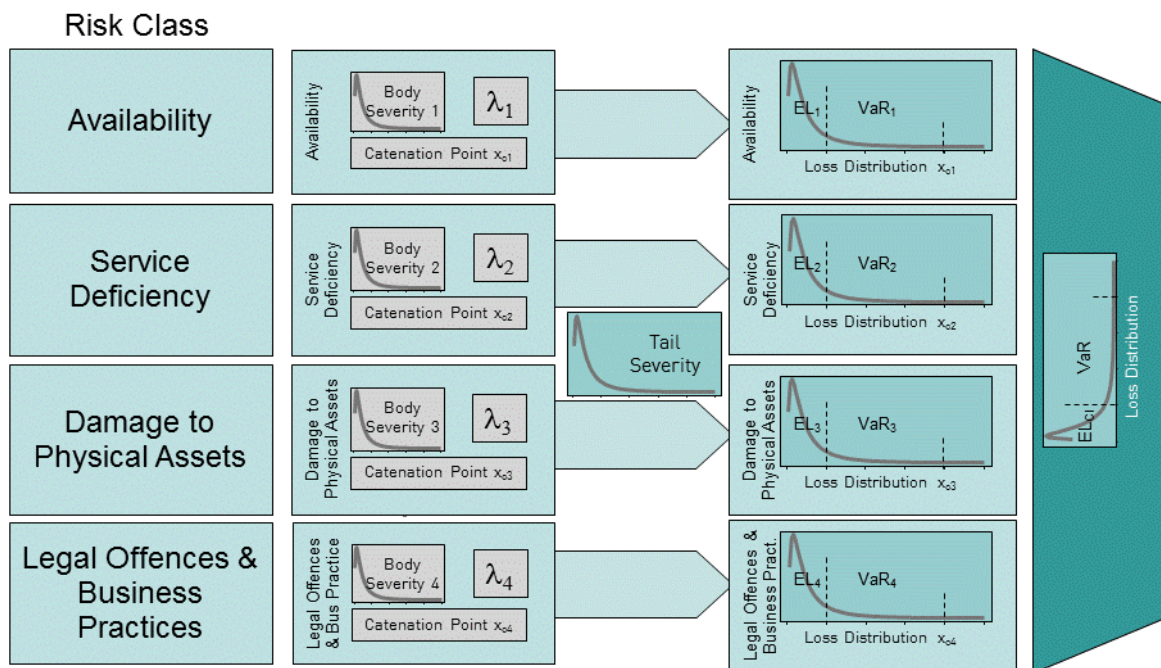 Risk Class
Availability
Availability
Body
Severity 1
λ1
Catenation Point xc1
Availability
EL1
VaR1
Loss Distribution xc1
Service
Deficiency
Service
Deficiency
Body
Severity 2
λ2
Catenation Point xc2
Service
Deficiency
EL2
VaR2
Loss Distribution xc2
Tail
Severity
Damage to
Physical Assets
Damage to
Physical Assets
Body
Severity 3
λ3
Catenation Point xc3
Damage to
Physical Assets
EL3
VaR3
Loss Distribution xc3
Legal Offences &
Business
Practices
Legal Offences
& Bus Practice
Body
Severity 4
λ4
Catenation Point xc4
Legal Offences &
Business Pract.
EL4
VaR4
Loss Distribution xc4
ELCI
VaR
Loss Distribution